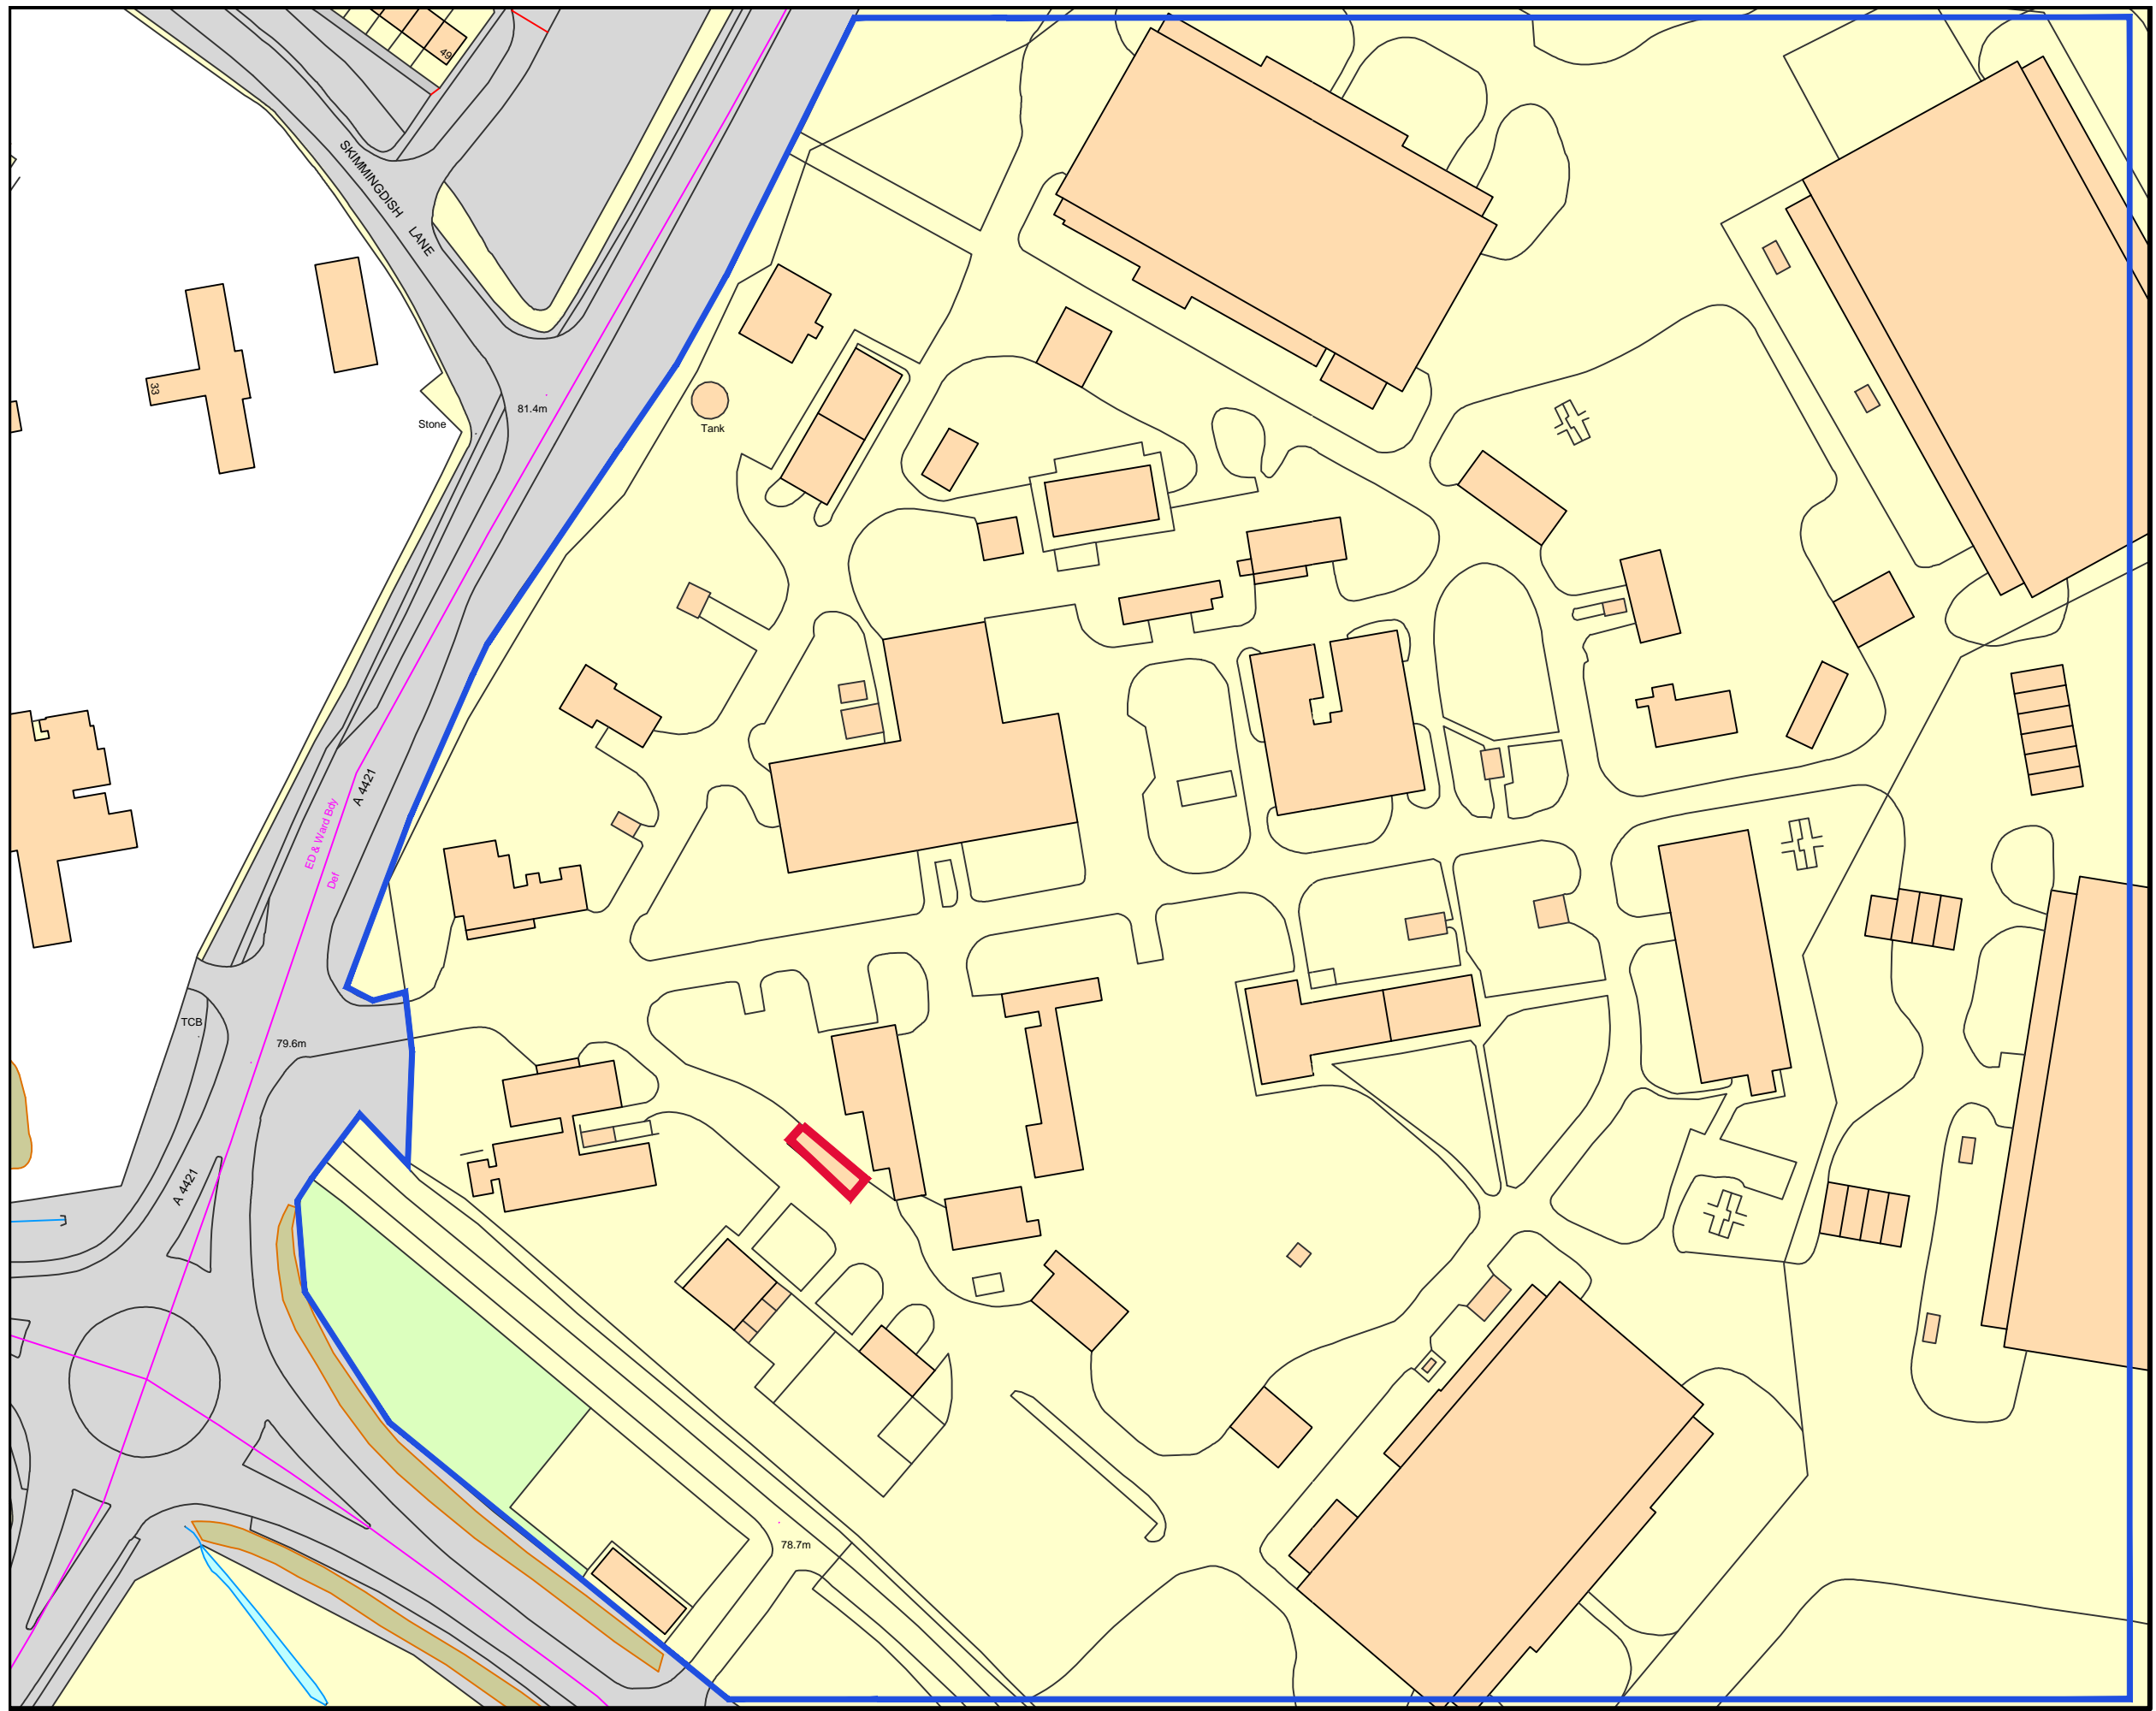 49
SKIMMINGDISH
LANE
33
81.4m
Stone
Tank
A 4421
ED & Ward Bdy
Def
TCB
79.6m
A 4421
78.7m